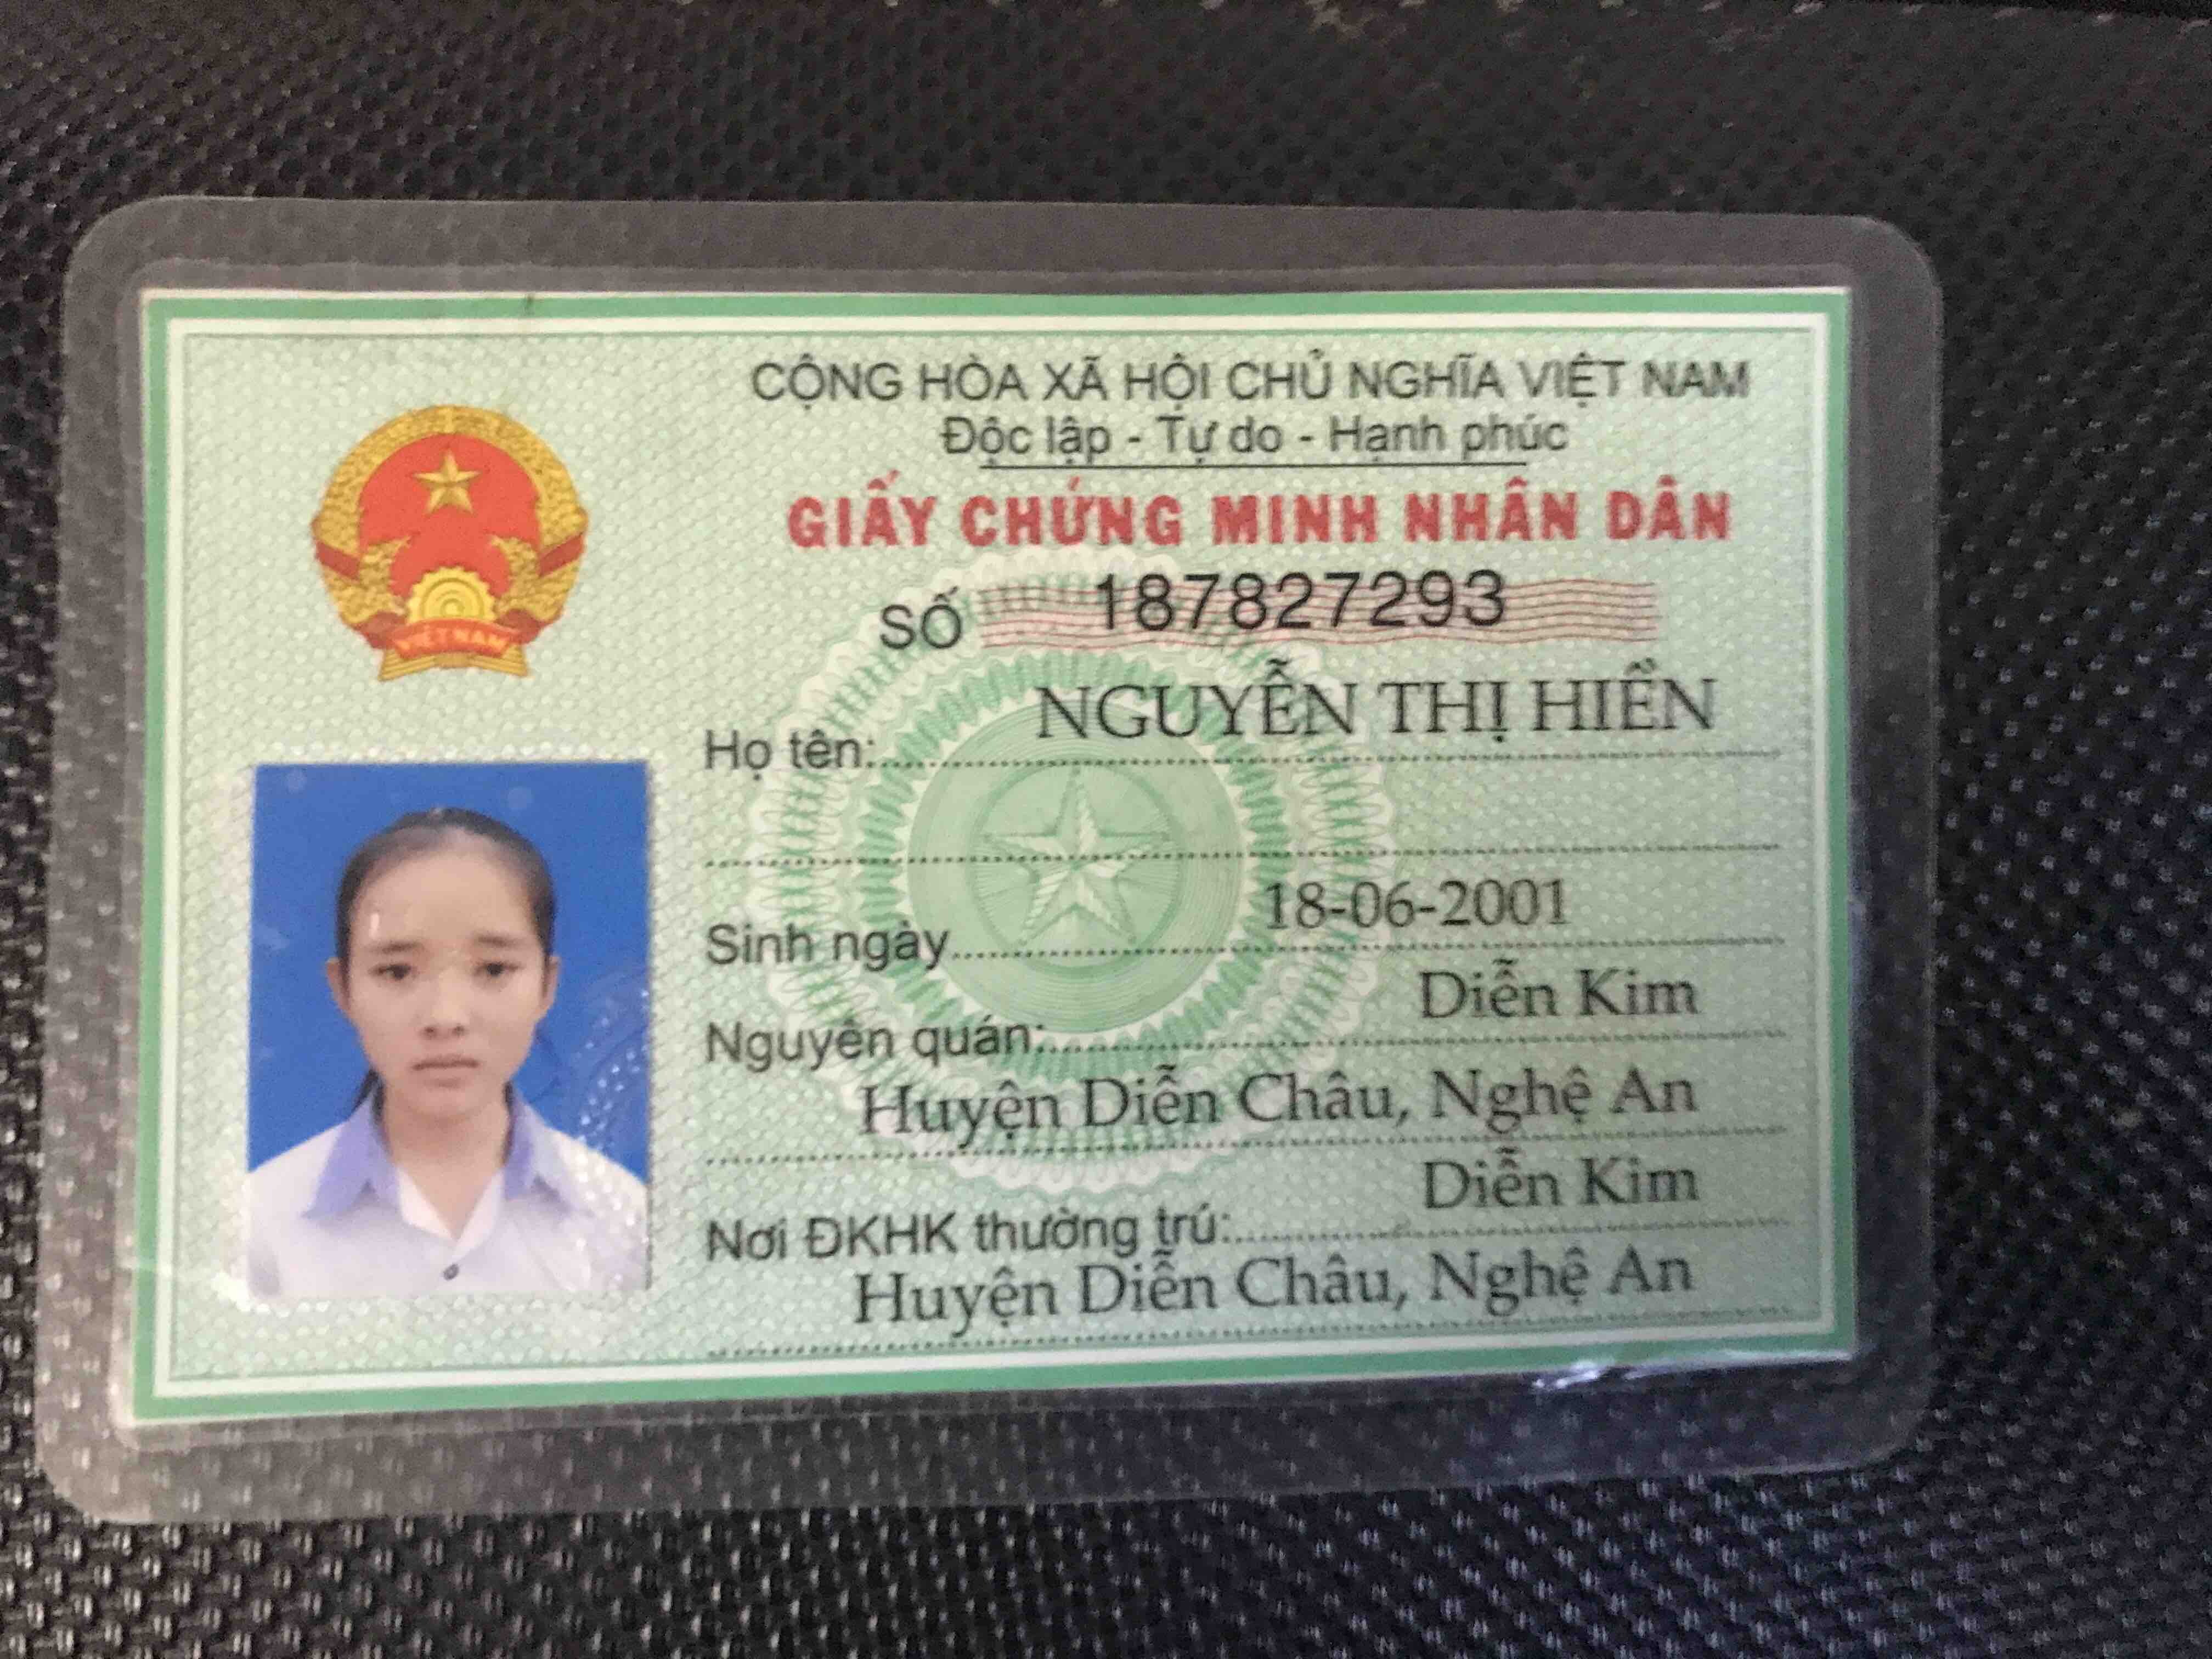 CỘNG HÒA XÃ HỘI CHỦ NGHĨA VIỆT NAM
Độc lập - Tự do - Hạnh phúc
GIẤY CHỨNG MINH NHÂN DÂN
SỐ 187827293
VIỆT NAM
Họ tên: NGUYỄN THỊ HIỀN
Sinh ngày 18-06-2001
Nguyên quán: Diễn Kim
Huyện Diễn Châu, Nghệ An
Nơi ĐKHK thường trú: Diễn Kim
Huyện Diễn Châu, Nghệ An